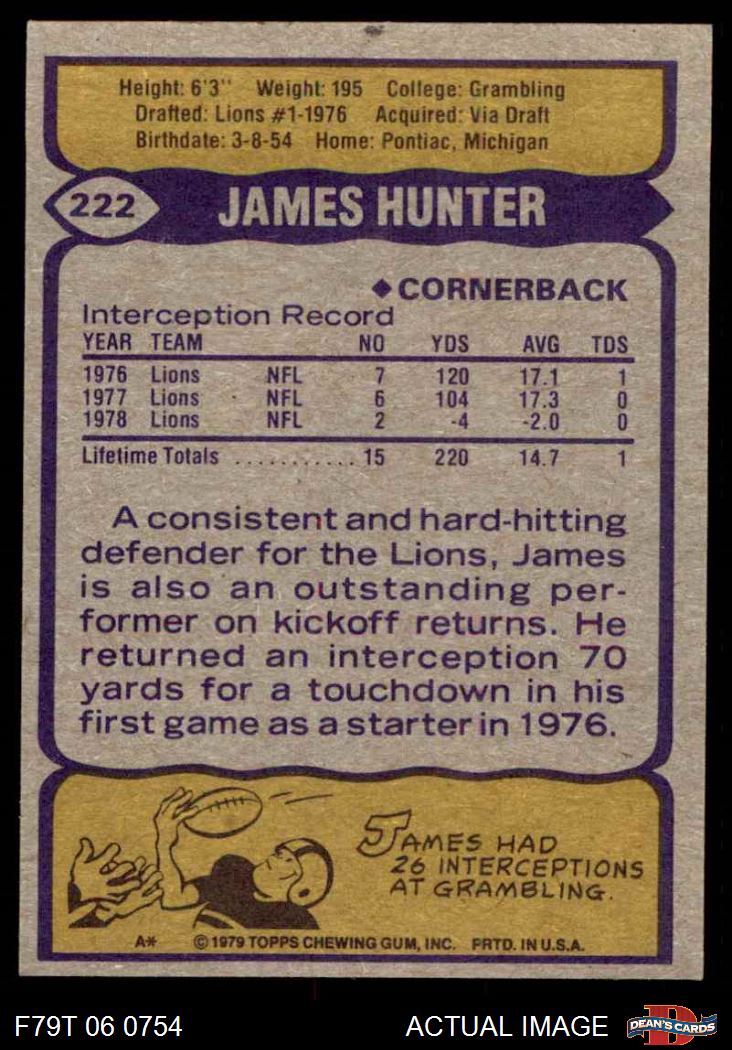 Height: 6'3" Weight: 195 College: Grambling
Drafted: Lions #1-1976 Acquired: Via Draft
Birthdate: 3-8-54 Home: Pontiac, Michigan
222 JAMES HUNTER
◆ CORNERBACK
Interception Record
YEAR TEAM NO YDS AVG TDS
1976 Lions NFL 7 120 17.1 1
1977 Lions NFL 6 104 17.3 0
1978 Lions NFL 2 -4 -2.0 0
Lifetime Totals ........... 15 220 14.7 1
A consistent and hard-hitting
defender for the Lions, James
is also an outstanding per-
former on kickoff returns. He
returned an interception 70
yards for a touchdown in his
first game as a starter in 1976.
JAMES HAD
26 INTERCEPTIONS
AT GRAMBLING.
A* © 1979 TOPPS CHEWING GUM, INC. PRTD. IN U.S.A.
F79T 06 0754 ACTUAL IMAGE D DEAN'S CARDS